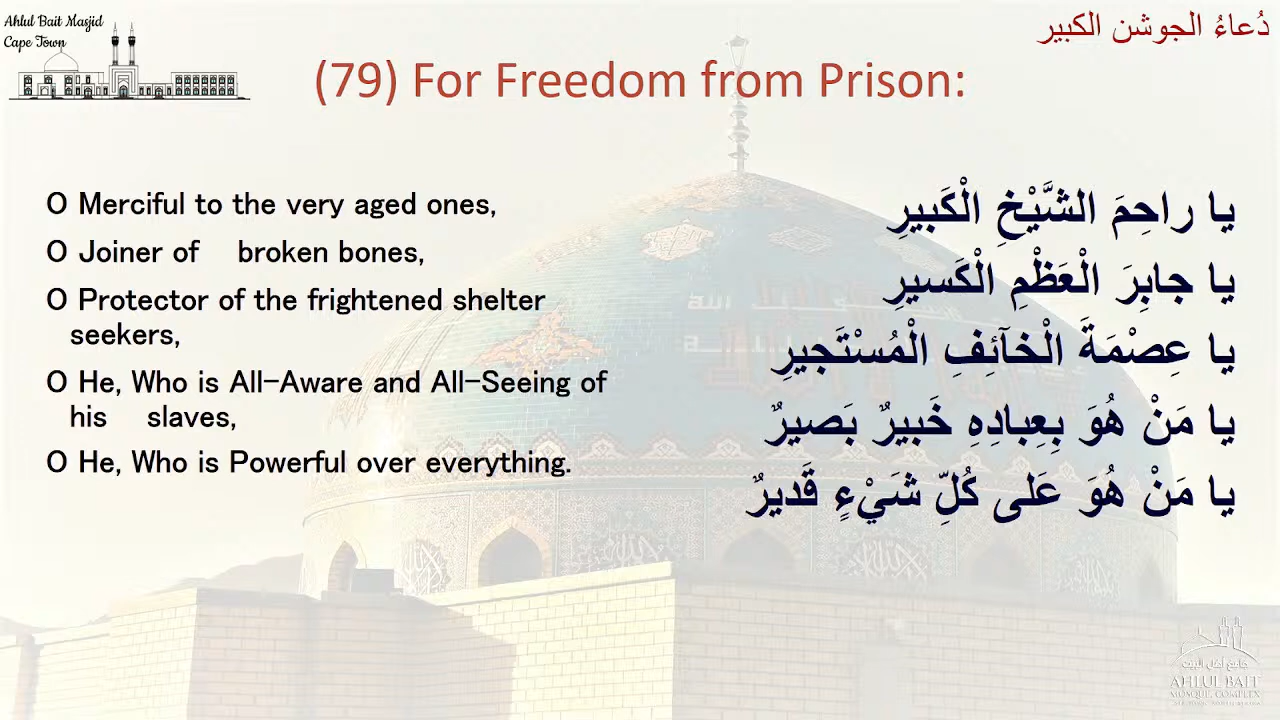 Ahlul Bait Masjid
Cape Town
دُعاءُ الجوشن الكبير
(79) For Freedom from Prison:
O Merciful to the very aged ones,
O Joiner of broken bones,
O Protector of the frightened shelter
seekers,
O He, Who is All-Aware and All-Seeing of
his slaves,
O He, Who is Powerful over everything.
يا راحِمَ الشَّيْخِ الْكَبيرِ
يا جابِرَ الْعَظْمِ الْكَسيرِ
يا عِصْمَةَ الْخآئِفِ الْمُسْتَجيرِ
يا مَنْ هُوَ بِعِبادِهِ خَبيرٌ بَصيرٌ
يا مَنْ هُوَ عَلى كُلِّ شَيْءٍ قَديرٌ
AHLUL BAIT
MOSQUE COMPLEX